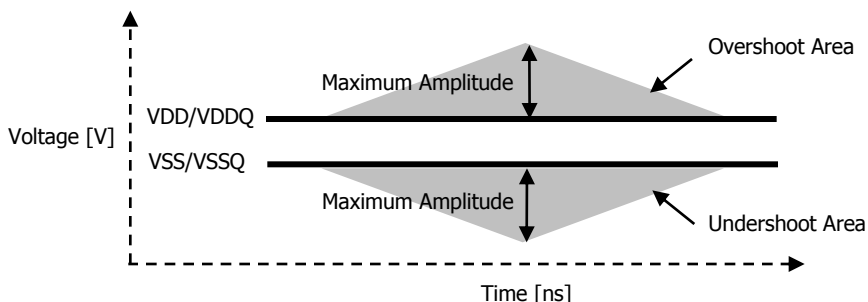 Overshoot Area
Maximum Amplitude
VDD/VDDQ
Voltage [V]
VSS/VSSQ
Maximum Amplitude
Undershoot Area
Time [ns]